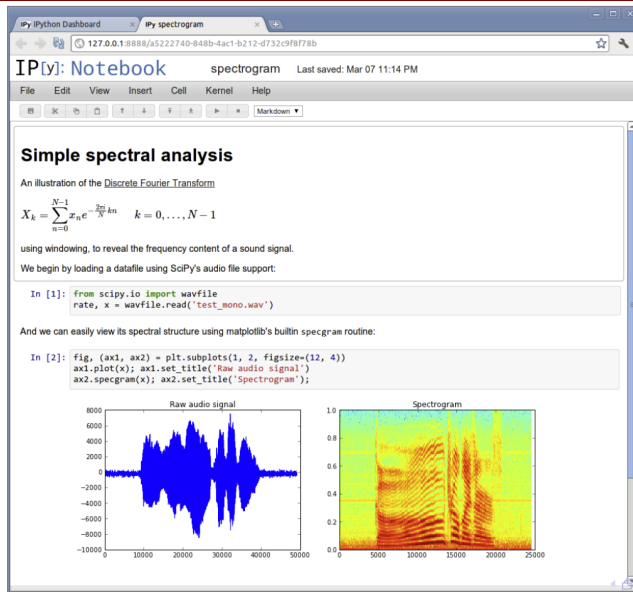 IPy IPython Dashboard
IPy spectrogram
127.0.0.1:8888/a5222740-848b-4ac1-b212-d732c9f8f78b
IP[y]: Notebook spectrogram Last saved: Mar 07 11:14 PM
File Edit View Insert Cell Kernel Help
Markdown
Simple spectral analysis
An illustration of the Discrete Fourier Transform
X_k = \sum_{n=0}^{N-1} x_n e^{-\frac{2\pi i}{N} kn} k = 0, ..., N − 1
using windowing, to reveal the frequency content of a sound signal.
We begin by loading a datafile using SciPy's audio file support:
In [1]: from scipy.io import wavfile
rate, x = wavfile.read('test_mono.wav')
And we can easily view its spectral structure using matplotlib's builtin specgram routine:
In [2]: fig, (ax1, ax2) = plt.subplots(1, 2, figsize=(12, 4))
ax1.plot(x); ax1.set_title('Raw audio signal')
ax2.specgram(x); ax2.set_title('Spectrogram');
Raw audio signal
8000
6000
4000
2000
0
−2000
−4000
−6000
−8000
−10000
0 10000 20000 30000 40000 50000
Spectrogram
1.0
0.8
0.6
0.4
0.2
0.0
0 5000 10000 15000 20000 25000